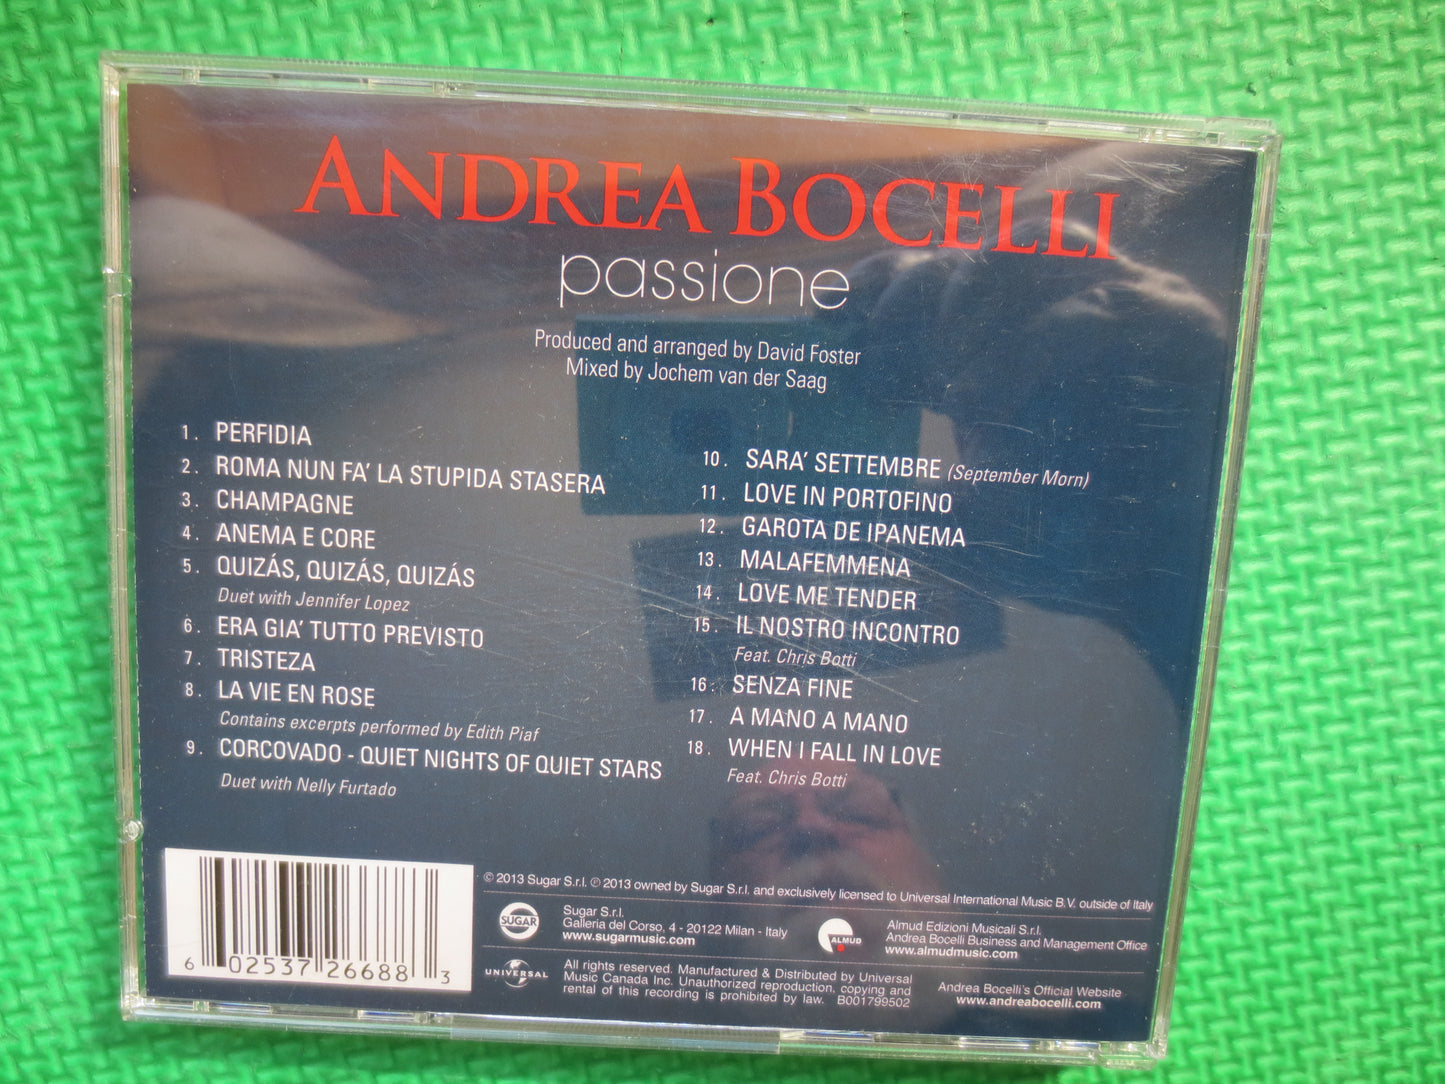 ANDREA BOCELLI
passione
Produced and arranged by David Foster
Mixed by Jochem van der Saag
1. PERFIDIA
2. ROMA NUN FA' LA STUPIDA STASERA
3. CHAMPAGNE
4. ANEMA E CORE
5. QUIZÁS, QUIZÁS, QUIZÁS
Duet with Jennifer Lopez
6. ERA GIA' TUTTO PREVISTO
7. TRISTEZA
8. LA VIE EN ROSE
Contains excerpts performed by Edith Piaf
9. CORCOVADO - QUIET NIGHTS OF QUIET STARS
Duet with Nelly Furtado
10. SARA' SETTEMBRE (September Morn)
11. LOVE IN PORTOFINO
12. GAROTA DE IPANEMA
13. MALAFEMMENA
14. LOVE ME TENDER
15. IL NOSTRO INCONTRO
Feat. Chris Botti
16. SENZA FINE
17. A MANO A MANO
18. WHEN I FALL IN LOVE
Feat. Chris Botti
6 02537 26688 3
© 2013 Sugar S.r.l. ℗ 2013 owned by Sugar S.r.l. and exclusively licensed to Universal International Music B.V. outside of Italy
SUGAR
Sugar S.r.l.
Galleria del Corso, 4 - 20122 Milan - Italy
www.sugarmusic.com
ALMUD
Almud Edizioni Musicali S.r.l.
Andrea Bocelli Business and Management Office
www.almudmusic.com
UNIVERSAL
All rights reserved. Manufactured & Distributed by Universal
Music Canada Inc. Unauthorized reproduction, copying and
rental of this recording is prohibited by law. B001799502
Andrea Bocelli's Official Website
www.andreabocelli.com